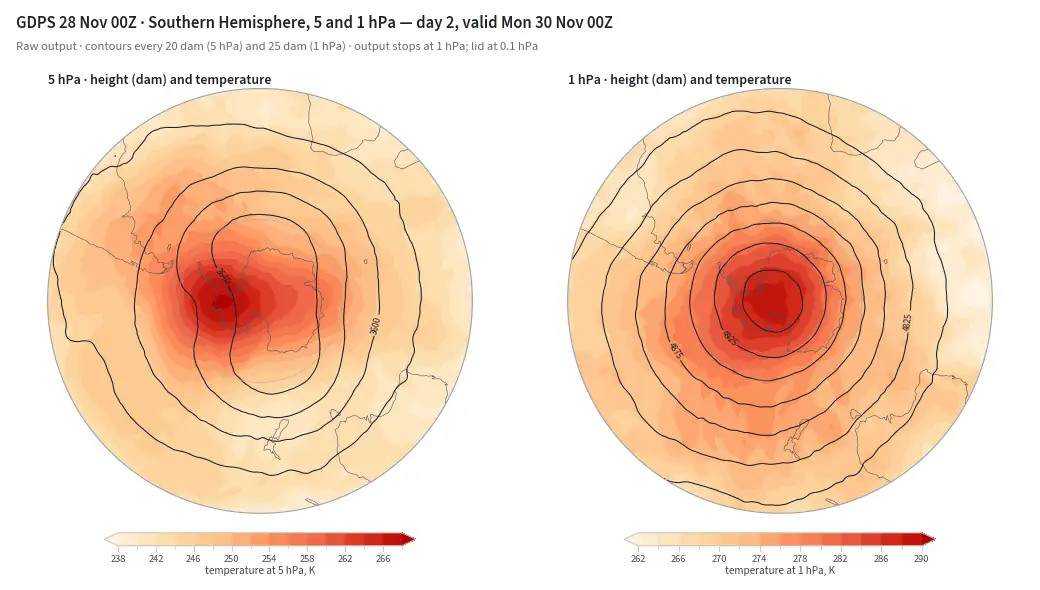 GDPS 28 Nov 00Z · Southern Hemisphere, 5 and 1 hPa — day 2, valid Mon 30 Nov 00Z
Raw output · contours every 20 dam (5 hPa) and 25 dam (1 hPa) · output stops at 1 hPa; lid at 0.1 hPa
5 hPa · height (dam) and temperature
1 hPa · height (dam) and temperature
3600
4825
4925
4875
238 242 246 250 254 258 262 266
temperature at 5 hPa, K
262 266 270 274 278 282 286 290
temperature at 1 hPa, K